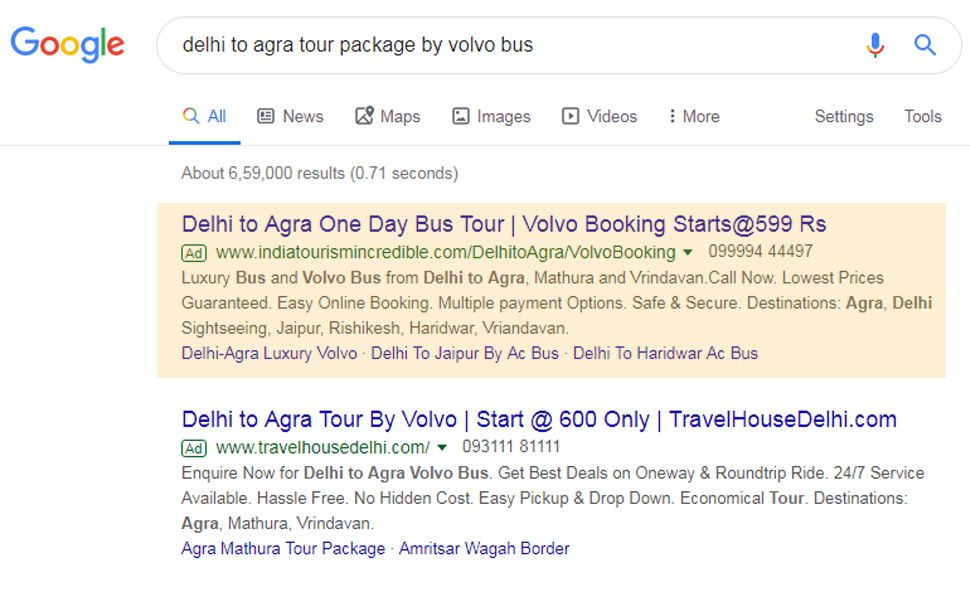 Google
delhi to agra tour package by volvo bus
All News Maps Images Videos More Settings Tools
About 6,59,000 results (0.71 seconds)
Delhi to Agra One Day Bus Tour | Volvo Booking Starts@599 Rs
Ad www.indiatourismincredible.com/DelhitoAgra/VolvoBooking 099994 44497
Luxury Bus and Volvo Bus from Delhi to Agra, Mathura and Vrindavan.Call Now. Lowest Prices
Guaranteed. Easy Online Booking. Multiple payment Options. Safe & Secure. Destinations: Agra, Delhi
Sightseeing, Jaipur, Rishikesh, Haridwar, Vriandavan.
Delhi-Agra Luxury Volvo · Delhi To Jaipur By Ac Bus · Delhi To Haridwar Ac Bus
Delhi to Agra Tour By Volvo | Start @ 600 Only | TravelHouseDelhi.com
Ad www.travelhousedelhi.com/ 093111 81111
Enquire Now for Delhi to Agra Volvo Bus. Get Best Deals on Oneway & Roundtrip Ride. 24/7 Service
Available. Hassle Free. No Hidden Cost. Easy Pickup & Drop Down. Economical Tour. Destinations:
Agra, Mathura, Vrindavan.
Agra Mathura Tour Package · Amritsar Wagah Border